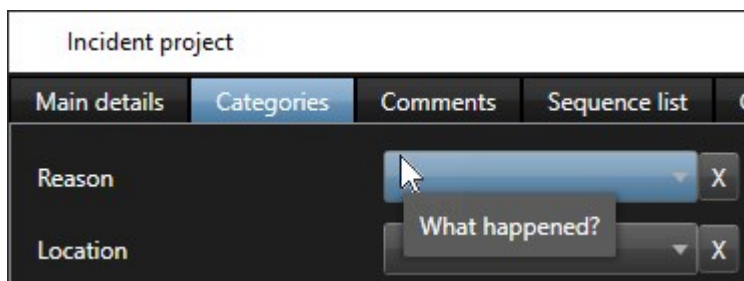 Incident project
Main details Categories Comments Sequence list
Reason X
What happened?
Location X